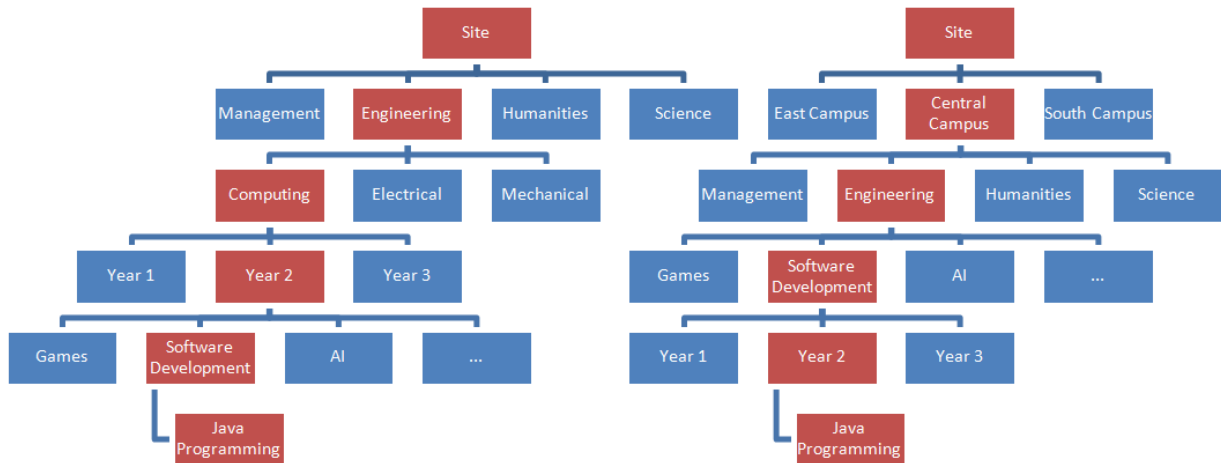 Site
Management
Engineering
Humanities
Science
Computing
Electrical
Mechanical
Year 1
Year 2
Year 3
Games
Software
Development
AI
...
Java
Programming
Site
East Campus
Central
Campus
South Campus
Management
Engineering
Humanities
Science
Games
Software
Development
AI
...
Year 1
Year 2
Year 3
Java
Programming